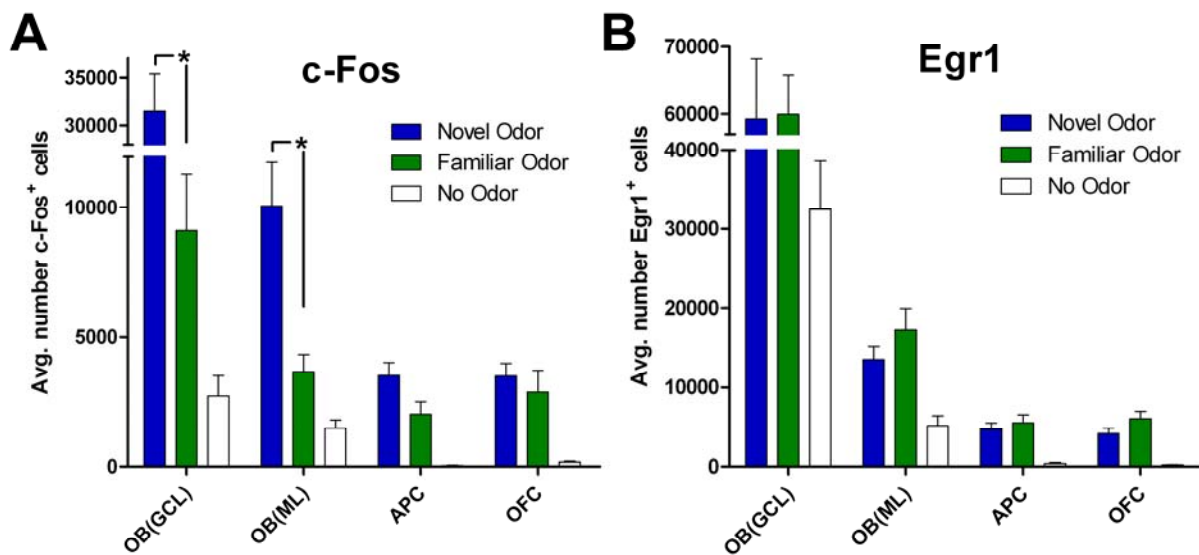 A
c-Fos
Avg. number c-Fos+ cells
35000
30000
10000
5000
0
*
*
Novel Odor
Familiar Odor
No Odor
OB(GCL)
OB(ML)
APC
OFC
B
Egr1
Avg. number Egr1+ cells
70000
60000
40000
30000
20000
10000
0
Novel Odor
Familiar Odor
No Odor
OB(GCL)
OB(ML)
APC
OFC